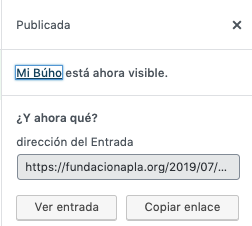 Publicada
Mi Búho está ahora visible.
¿Y ahora qué?
dirección del Entrada
https://fundacionapla.org/2019/07/...
Ver entrada
Copiar enlace